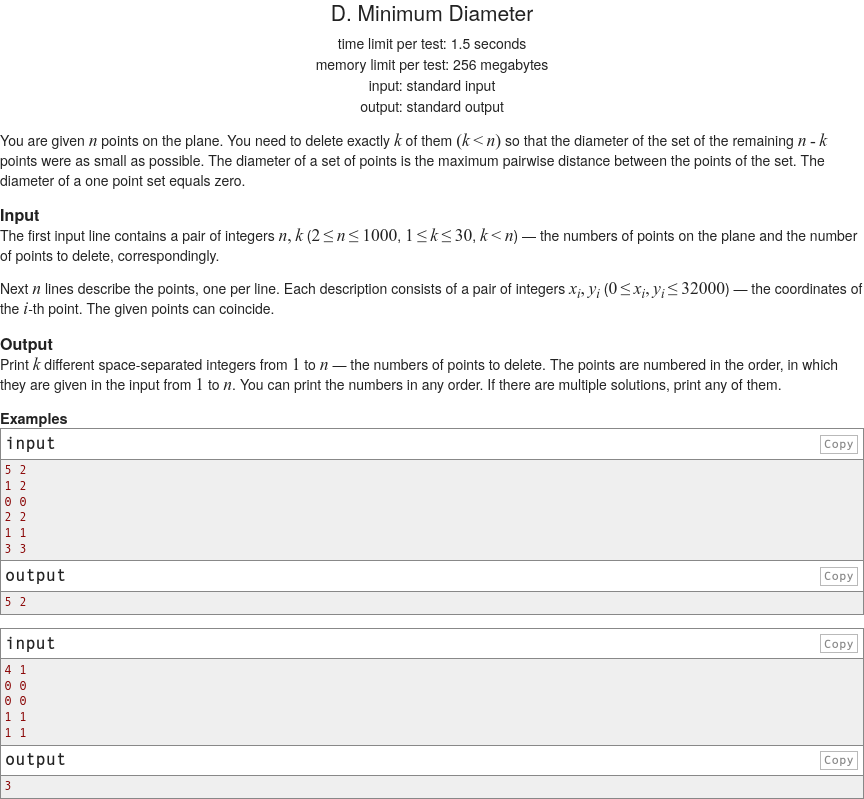 D. Minimum Diameter
time limit per test: 1.5 seconds
memory limit per test: 256 megabytes
input: standard input
output: standard output
You are given n points on the plane. You need to delete exactly k of them (k < n) so that the diameter of the set of the remaining n - k
points were as small as possible. The diameter of a set of points is the maximum pairwise distance between the points of the set. The
diameter of a one point set equals zero.
Input
The first input line contains a pair of integers n, k (2 ≤ n ≤ 1000, 1 ≤ k ≤ 30, k < n) — the numbers of points on the plane and the number
of points to delete, correspondingly.
Next n lines describe the points, one per line. Each description consists of a pair of integers xi, yi (0 ≤ xi, yi ≤ 32000) — the coordinates of
the i-th point. The given points can coincide.
Output
Print k different space-separated integers from 1 to n — the numbers of points to delete. The points are numbered in the order, in which
they are given in the input from 1 to n. You can print the numbers in any order. If there are multiple solutions, print any of them.
Examples
input Copy
5 2
1 2
0 0
2 2
1 1
3 3
output Copy
5 2
input Copy
4 1
0 0
0 0
1 1
1 1
output Copy
3